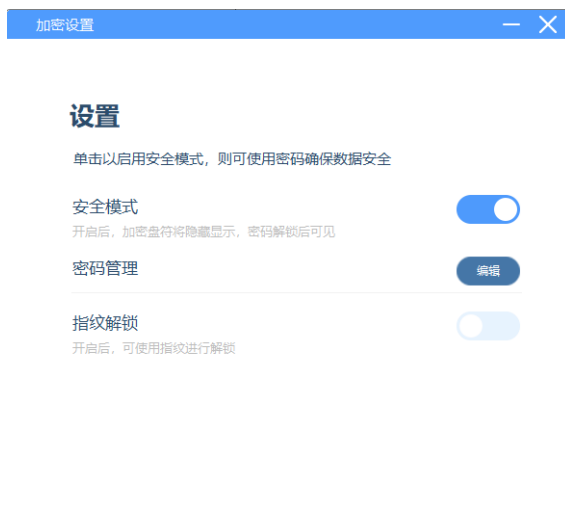 加密设置
设置
单击以启用安全模式，则可使用密码确保数据安全
安全模式
开启后，加密盘符将隐藏显示，密码解锁后可见
密码管理
编辑
指纹解锁
开启后，可使用指纹进行解锁